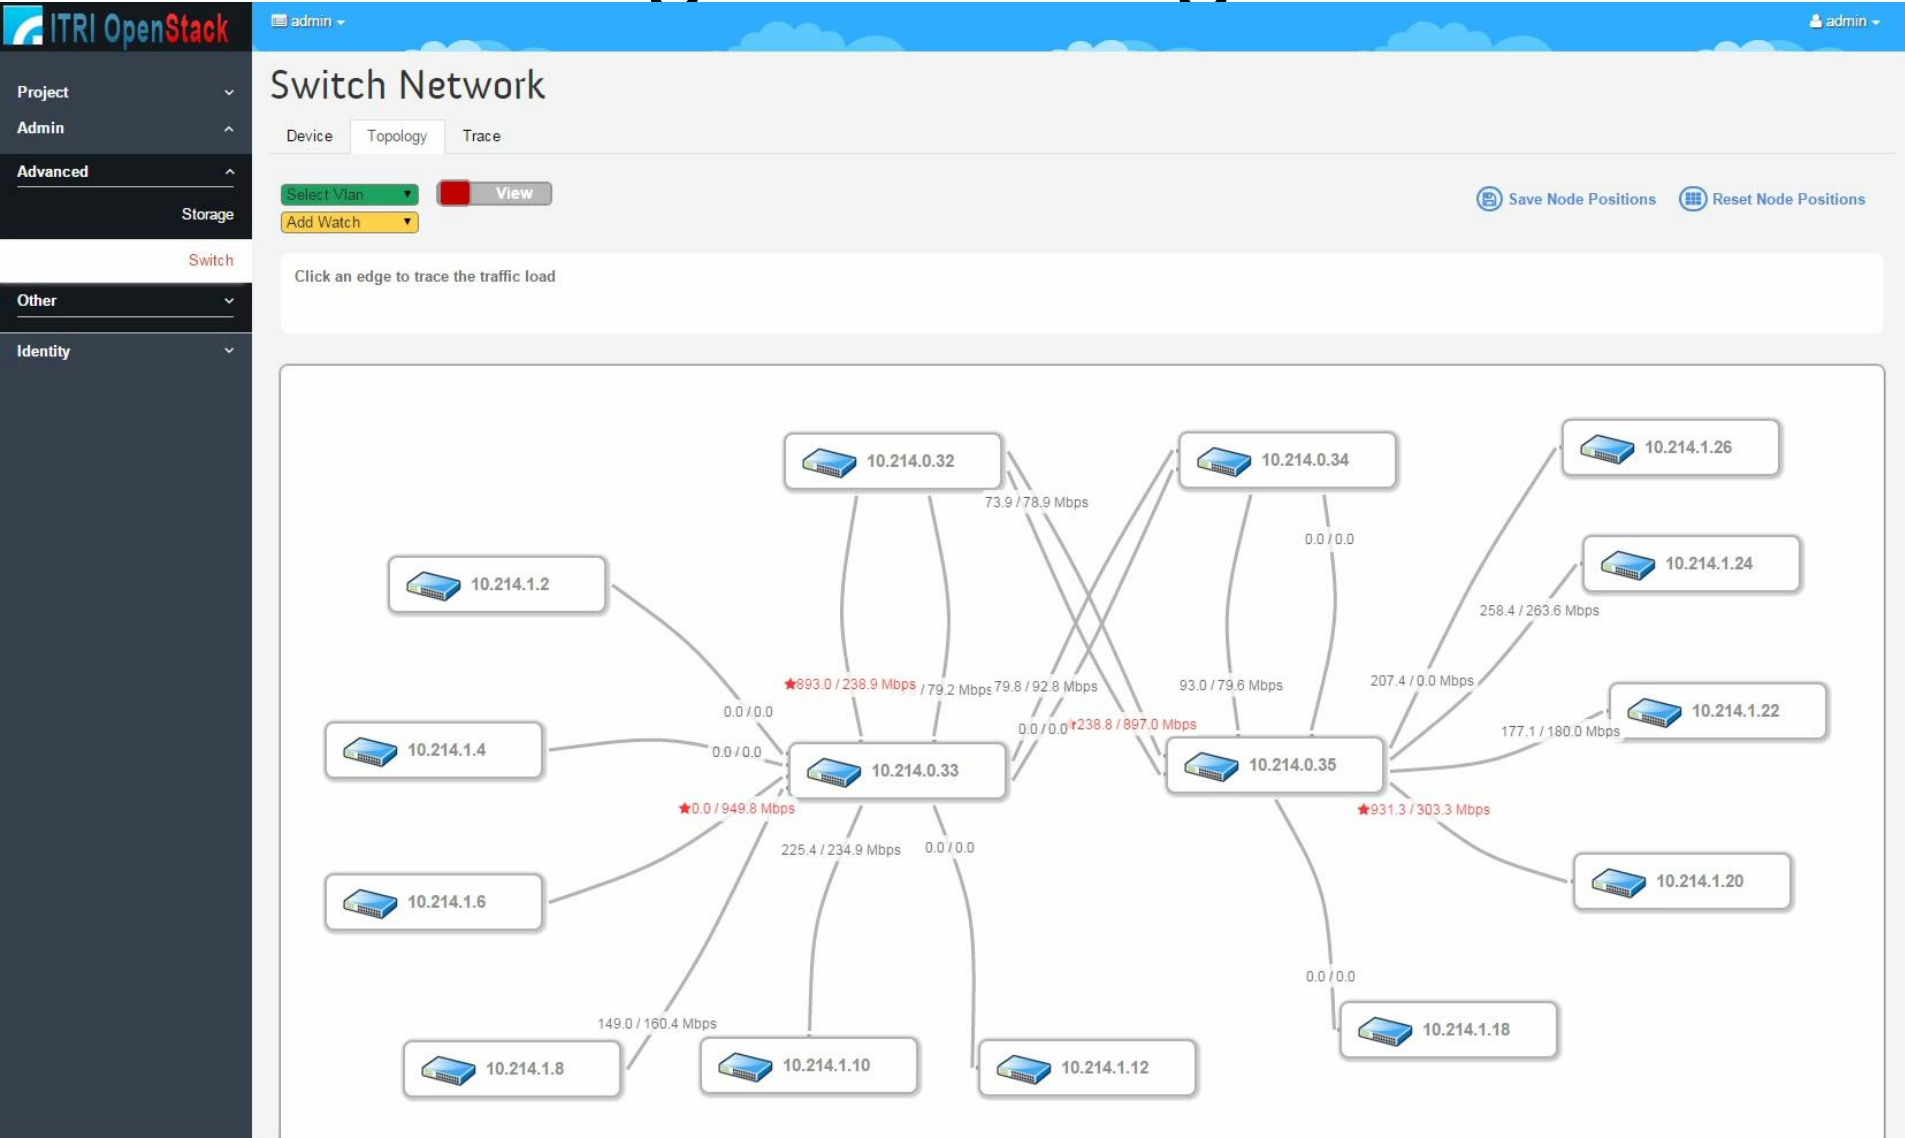 ITRI OpenStack
admin
admin
Project
Admin
Advanced
Storage
Switch
Other
Identity
Switch Network
Device Topology Trace
Select Vlan
View
Add Watch
Save Node Positions Reset Node Positions
Click an edge to trace the traffic load
10.214.0.32
10.214.0.34
10.214.1.26
73.9 / 78.9 Mbps
0.0 / 0.0
10.214.1.24
10.214.1.2
258.4 / 263.6 Mbps
★893.0 / 238.9 Mbps
/ 79.2 Mbps
79.8 / 92.8 Mbps
93.0 / 79.6 Mbps
207.4 / 0.0 Mbps
0.0 / 0.0
10.214.1.22
0.0 / 0.0
238.8 / 897.0 Mbps
177.1 / 180.0 Mbps
10.214.1.4
0.0 / 0.0
10.214.0.33
10.214.0.35
★0.0 / 949.8 Mbps
★931.3 / 303.3 Mbps
225.4 / 234.9 Mbps
0.0 / 0.0
10.214.1.20
10.214.1.6
0.0 / 0.0
149.0 / 160.4 Mbps
10.214.1.18
10.214.1.8
10.214.1.10
10.214.1.12